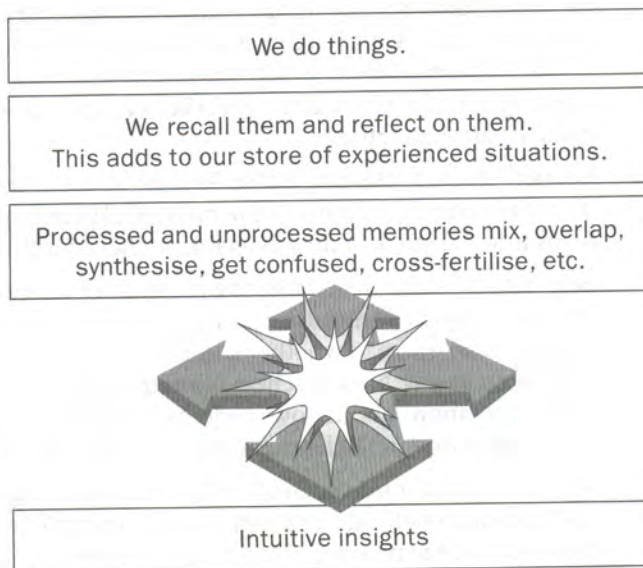 We do things.
We recall them and reflect on them.
This adds to our store of experienced situations.
Processed and unprocessed memories mix, overlap,
synthesise, get confused, cross-fertilise, etc.
Intuitive insights